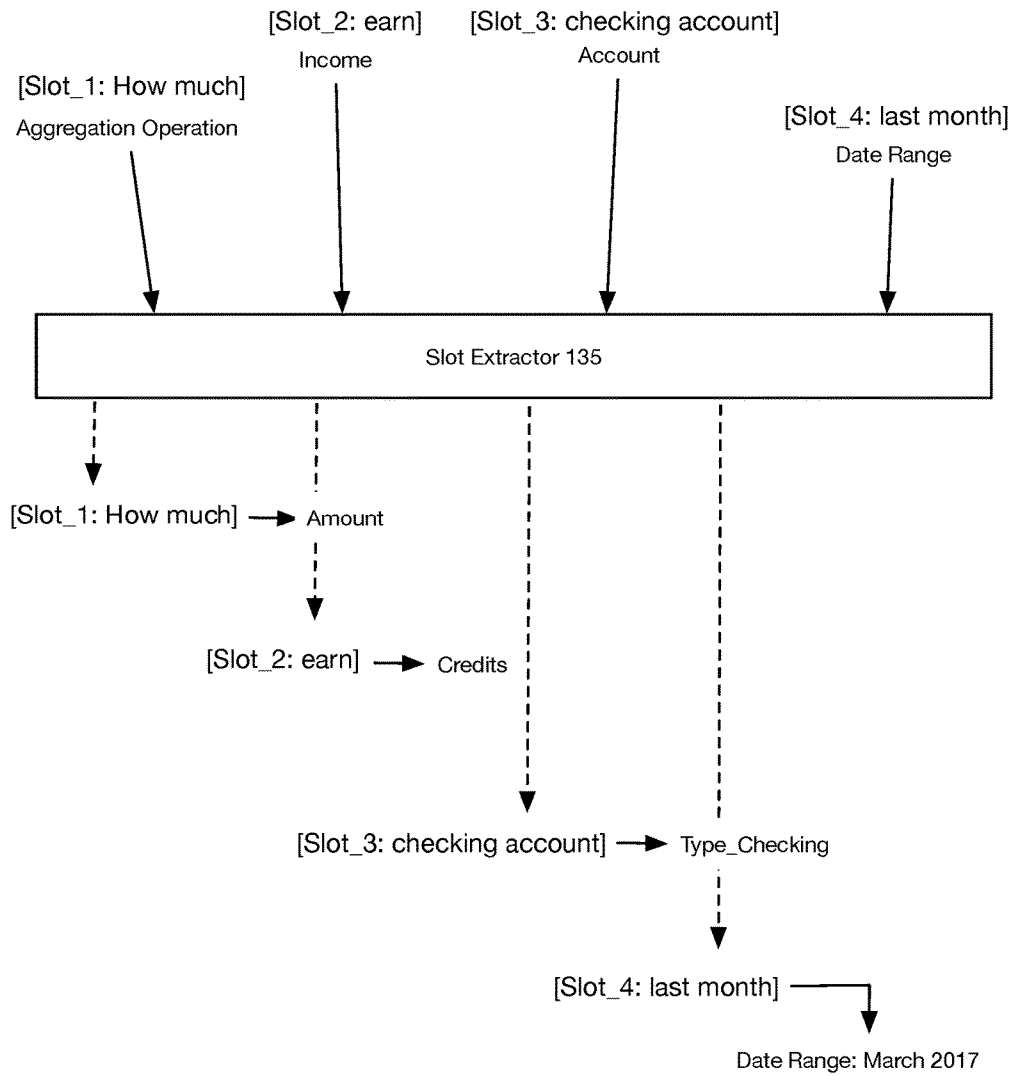 [Slot_2: earn]
Income
[Slot_3: checking account]
Account
[Slot_1: How much]
Aggregation Operation
[Slot_4: last month]
Date Range
Slot Extractor 135
[Slot_1: How much]
Amount
[Slot_2: earn]
Credits
[Slot_3: checking account]
Type_Checking
[Slot_4: last month]
Date Range: March 2017